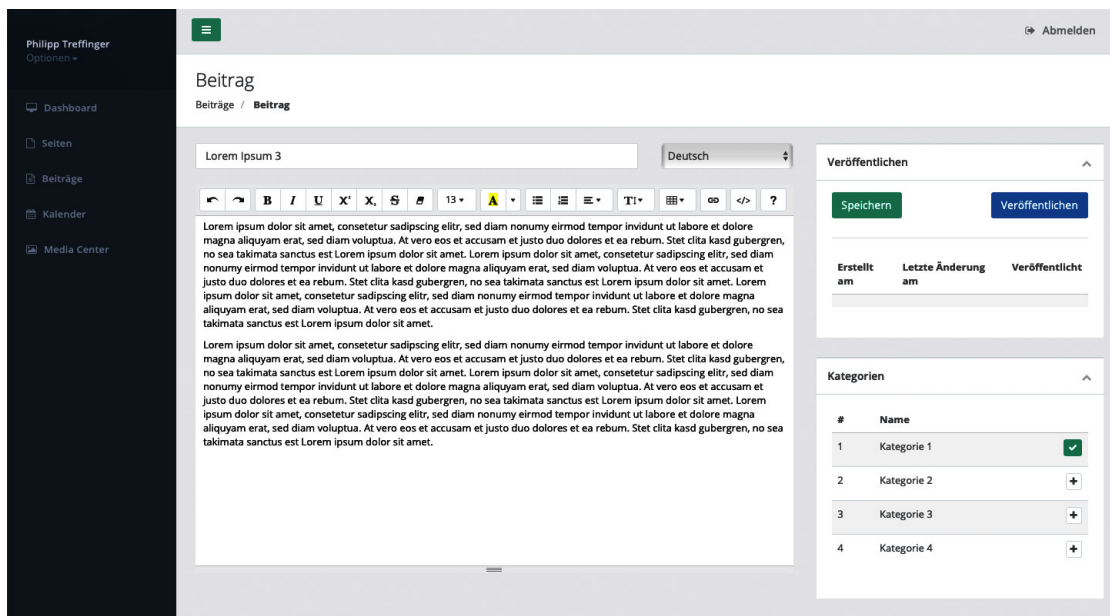 Philipp Treffinger
Optionen
Dashboard
Seiten
Beiträge
Kalender
Media Center
Abmelden
Beitrag
Beiträge / Beitrag
Lorem Ipsum 3
Deutsch
B I U X² X₂ S 13 A TI </> ?
Lorem ipsum dolor sit amet, consetetur sadipscing elitr, sed diam nonumy eirmod tempor invidunt ut labore et dolore
magna aliquyam erat, sed diam voluptua. At vero eos et accusam et justo duo dolores et ea rebum. Stet clita kasd gubergren,
no sea takimata sanctus est Lorem ipsum dolor sit amet. Lorem ipsum dolor sit amet, consetetur sadipscing elitr, sed diam
nonumy eirmod tempor invidunt ut labore et dolore magna aliquyam erat, sed diam voluptua. At vero eos et accusam et
justo duo dolores et ea rebum. Stet clita kasd gubergren, no sea takimata sanctus est Lorem ipsum dolor sit amet. Lorem
ipsum dolor sit amet, consetetur sadipscing elitr, sed diam nonumy eirmod tempor invidunt ut labore et dolore magna
aliquyam erat, sed diam voluptua. At vero eos et accusam et justo duo dolores et ea rebum. Stet clita kasd gubergren, no sea
takimata sanctus est Lorem ipsum dolor sit amet.
Lorem ipsum dolor sit amet, consetetur sadipscing elitr, sed diam nonumy eirmod tempor invidunt ut labore et dolore
magna aliquyam erat, sed diam voluptua. At vero eos et accusam et justo duo dolores et ea rebum. Stet clita kasd gubergren,
no sea takimata sanctus est Lorem ipsum dolor sit amet. Lorem ipsum dolor sit amet, consetetur sadipscing elitr, sed diam
nonumy eirmod tempor invidunt ut labore et dolore magna aliquyam erat, sed diam voluptua. At vero eos et accusam et
justo duo dolores et ea rebum. Stet clita kasd gubergren, no sea takimata sanctus est Lorem ipsum dolor sit amet. Lorem
ipsum dolor sit amet, consetetur sadipscing elitr, sed diam nonumy eirmod tempor invidunt ut labore et dolore magna
aliquyam erat, sed diam voluptua. At vero eos et accusam et justo duo dolores et ea rebum. Stet clita kasd gubergren, no sea
takimata sanctus est Lorem ipsum dolor sit amet.
Veröffentlichen
Speichern Veröffentlichen
Erstellt Letzte Änderung Veröffentlicht
am am
Kategorien
# Name
1 Kategorie 1
2 Kategorie 2
3 Kategorie 3
4 Kategorie 4